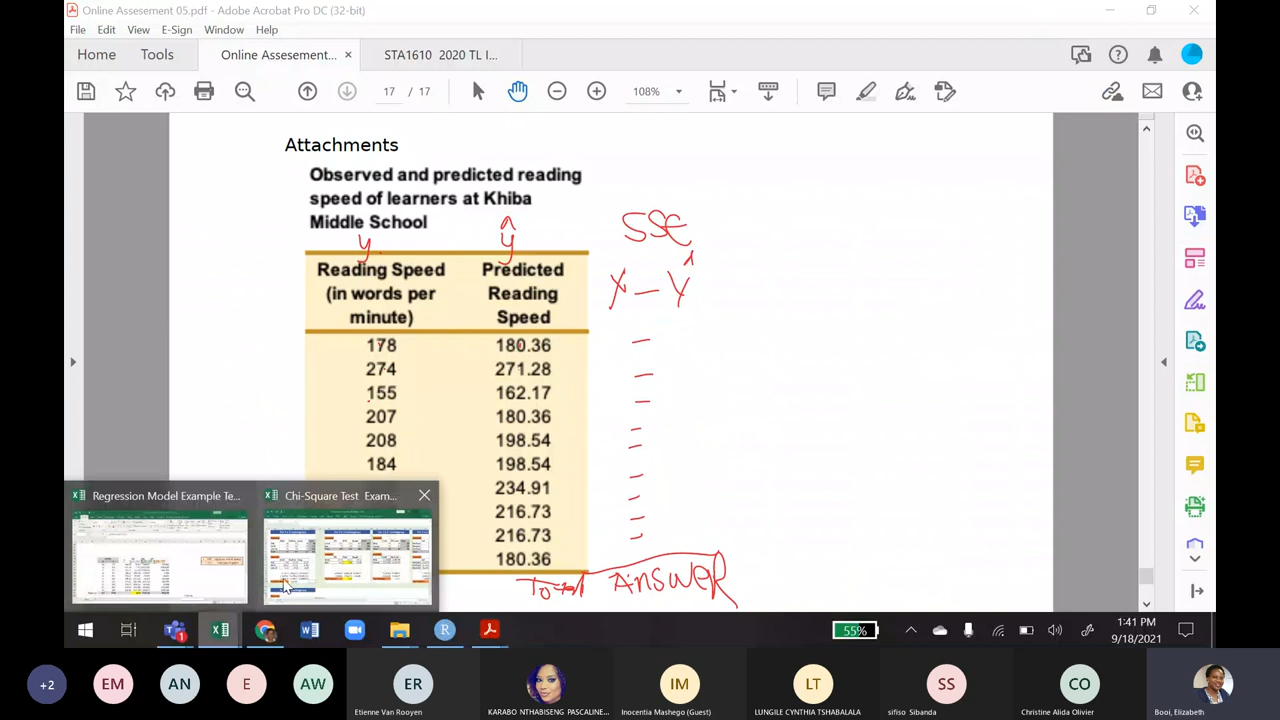 Online Assesement 05.pdf - Adobe Acrobat Pro DC (32-bit)
File Edit View E-Sign Window Help
Home Tools Online Assesement... × STA1610 2020 TL I...
17 / 17 108%
Attachments
Observed and predicted reading
speed of learners at Khiba
Middle School
y ŷ SSE
Reading Speed Predicted
(in words per Reading
minute) Speed
Y - Ŷ
178 180.36
274 271.28
155 162.17
207 180.36
208 198.54
184 198.54
234.91
216.73
216.73
180.36
Total Answer
Regression Model Example Te... Chi-Square Test Exam...
55% 1:41 PM
9/18/2021
+2 EM AN E AW ER IM LT SS CO
Etienne Van Rooyen KARABO NTHABISENG PASCALINE... Inocentia Mashego (Guest) LUNGILE CYNTHIA TSHABALALA sifiso Sibanda Christine Alida Olivier Booi, Elizabeth